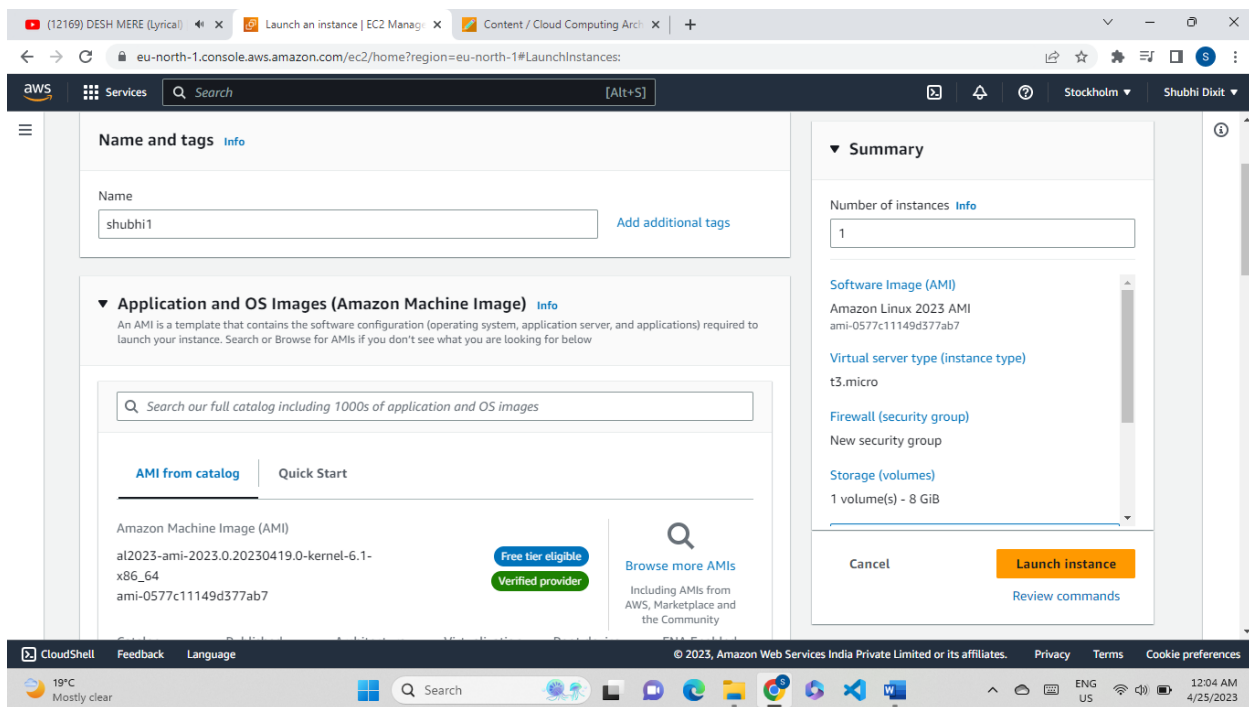 (12169) DESH MERE (Lyrical)
Launch an instance | EC2 Manage
Content / Cloud Computing Arch
eu-north-1.console.aws.amazon.com/ec2/home?region=eu-north-1#LaunchInstances:
S
aws
Services
Search
[Alt+S]
Stockholm
Shubhi Dixit
Name and tags Info
Name
shubhi1
Add additional tags
Application and OS Images (Amazon Machine Image) Info
An AMI is a template that contains the software configuration (operating system, application server, and applications) required to
launch your instance. Search or Browse for AMIs if you don't see what you are looking for below
Search our full catalog including 1000s of application and OS images
AMI from catalog
Quick Start
Amazon Machine Image (AMI)
al2023-ami-2023.0.20230419.0-kernel-6.1-
x86_64
ami-0577c11149d377ab7
Free tier eligible
Verified provider
Browse more AMIs
Including AMIs from
AWS, Marketplace and
the Community
Summary
Number of instances Info
1
Software Image (AMI)
Amazon Linux 2023 AMI
ami-0577c11149d377ab7
Virtual server type (instance type)
t3.micro
Firewall (security group)
New security group
Storage (volumes)
1 volume(s) - 8 GiB
Cancel
Launch instance
Review commands
CloudShell
Feedback
Language
© 2023, Amazon Web Services India Private Limited or its affiliates.
Privacy
Terms
Cookie preferences
19°C
Mostly clear
Search
ENG
US
12:04 AM
4/25/2023